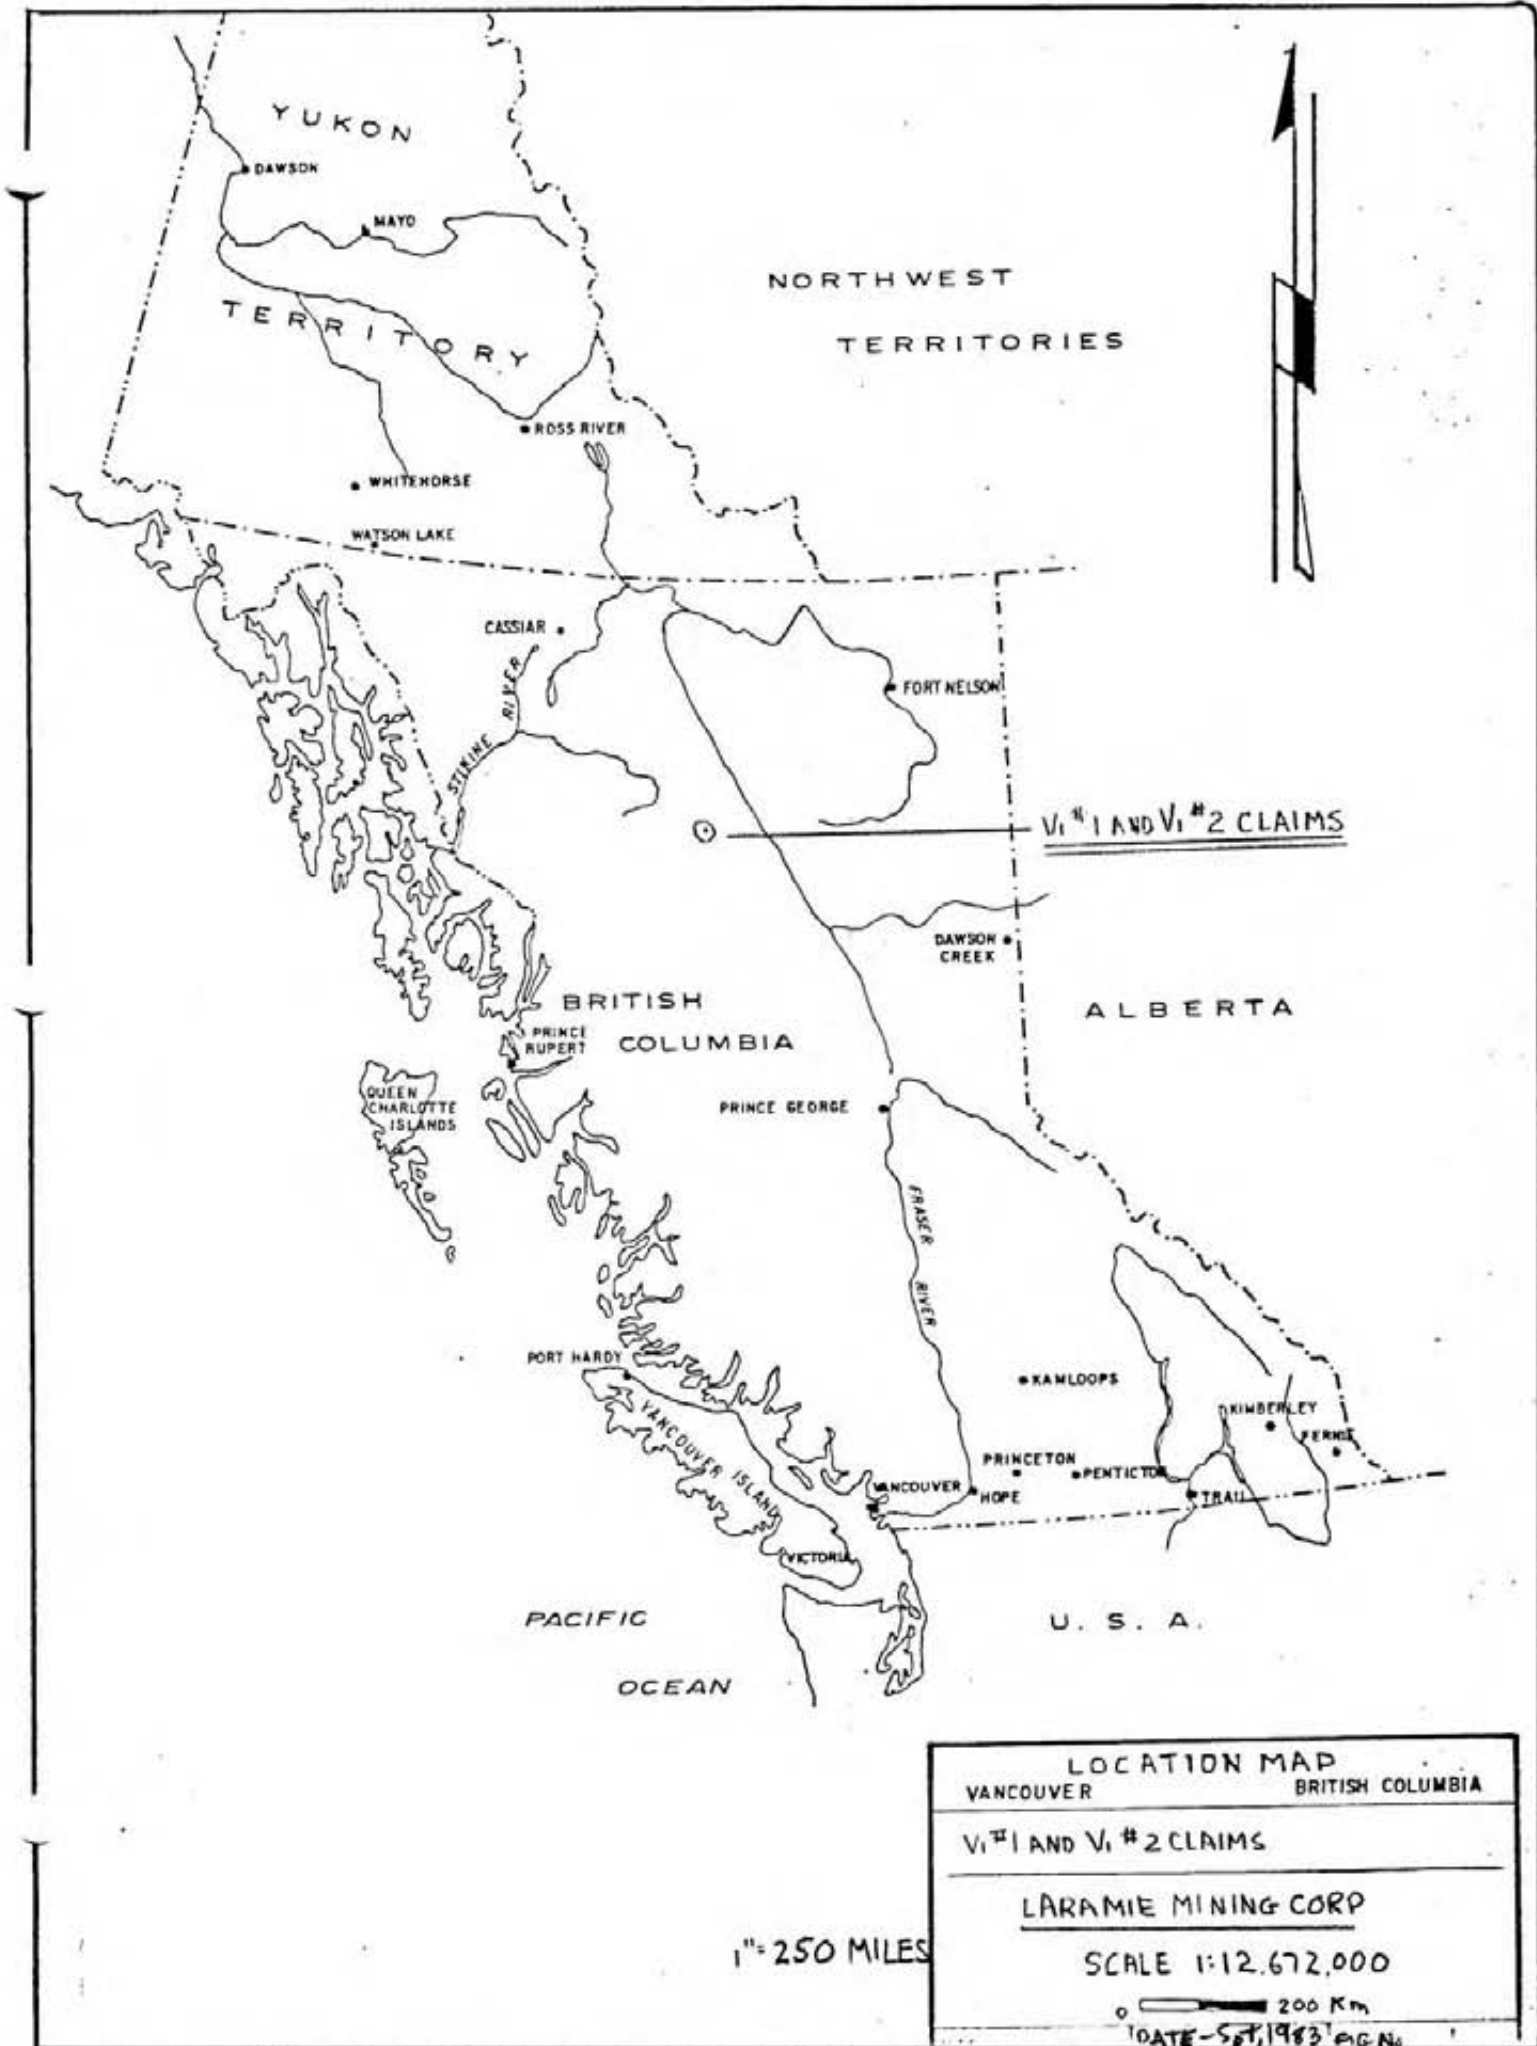 YUKON
DAWSON
MAYO
NORTHWEST
TERRITORIES
TERRITORY
ROSS RIVER
WHITEHORSE
WATSON LAKE
CASSIAR
STIKINE RIVER
FORT NELSON
V1 #1 AND V1 #2 CLAIMS
DAWSON
CREEK
BRITISH
COLUMBIA
ALBERTA
PRINCE
RUPERT
QUEEN
CHARLOTTE
ISLANDS
PRINCE GEORGE
FRASER RIVER
PORT HARDY
VANCOUVER ISLAND
KAMLOOPS
KIMBERLEY
FERNIE
PRINCETON
PENTICTON
VANCOUVER
HOPE
TRAIL
VICTORIA
PACIFIC
OCEAN
U. S. A.
LOCATION MAP
VANCOUVER BRITISH COLUMBIA
V1 #1 AND V1 #2 CLAIMS
LARAMIE MINING CORP
1"=250 MILES
SCALE 1:12,672,000
0 200 Km
DATE - Sept, 1983 FIG No